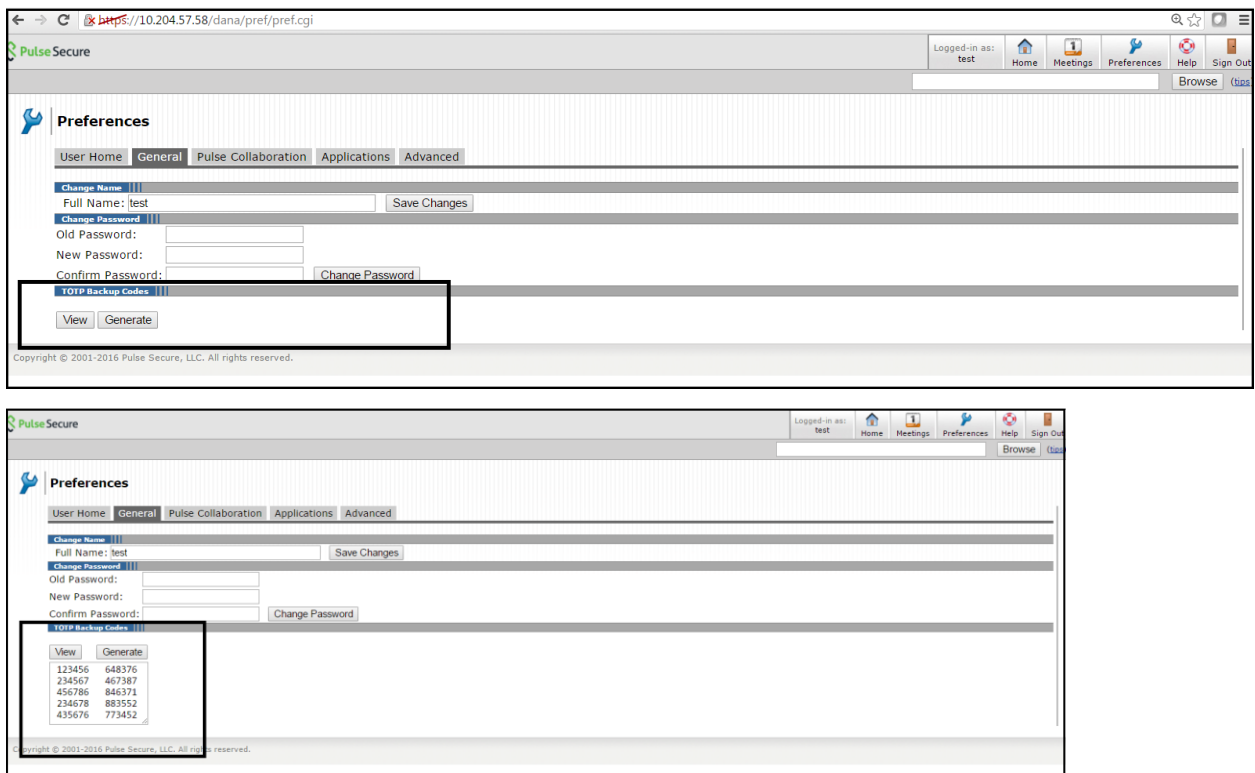 https://10.204.57.58/dana/pref/pref.cgi
Pulse Secure
Logged-in as:
test
Home Meetings Preferences Help Sign Out
Browse (tips
Preferences
User Home General Pulse Collaboration Applications Advanced
Change Name
Full Name: test Save Changes
Change Password
Old Password:
New Password:
Confirm Password: Change Password
TOTP Backup Codes
View Generate
Copyright © 2001-2016 Pulse Secure, LLC. All rights reserved.
Pulse Secure
Logged-in as:
test
Home Meetings Preferences Help Sign Out
Browse (tips
Preferences
User Home General Pulse Collaboration Applications Advanced
Change Name
Full Name: test Save Changes
Change Password
Old Password:
New Password:
Confirm Password: Change Password
TOTP Backup Codes
View Generate
123456 648376
234567 467387
456786 846371
234678 883552
435676 773452
Copyright © 2001-2016 Pulse Secure, LLC. All rights reserved.